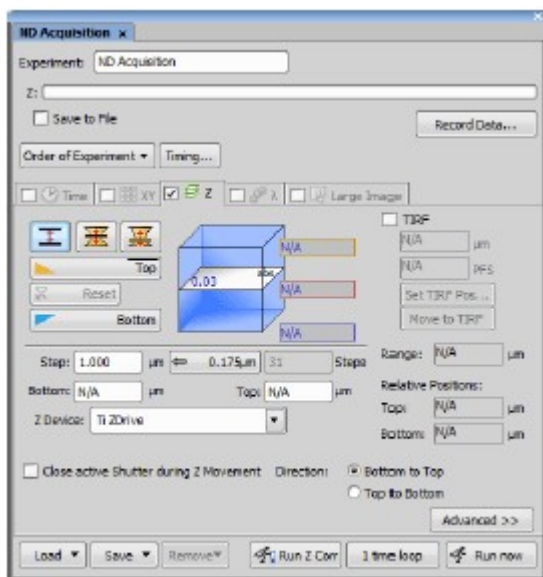 ND Acquisition x
Experiment: ND Acquisition
Z:
Save to File
Record Data...
Order of Experiment Timing...
Time XY Z λ Large Image
TIRF
Top
N/A
N/A μm
0.03 abs
Reset
N/A
N/A PFS
Set TIRF Pos...
Bottom
N/A
Move to TIRF
Step: 1.000 μm 0.175μm 31 Steps
Range: N/A μm
Bottom: N/A μm Top: N/A μm
Relative Positions:
Top: N/A μm
Z Device: Ti ZDrive
Bottom: N/A μm
Close active Shutter during Z Movement Direction: Bottom to Top
Top to Bottom
Advanced >>
Load Save Remove Run Z Corr 1 time loop Run now